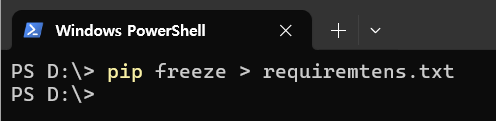 Windows PowerShell
PS D:\> pip freeze > requiremtens.txt
PS D:\>